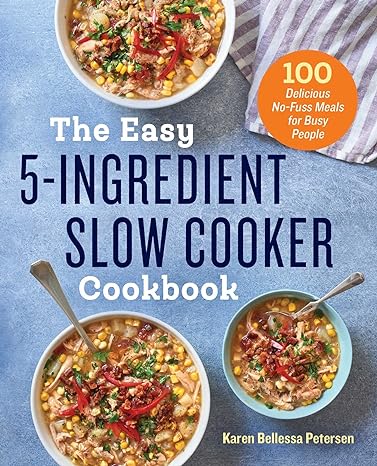 100
Delicious
No-Fuss Meals
for Busy
People
The Easy
5-INGREDIENT
SLOW COOKER
Cookbook
Karen Bellessa Petersen